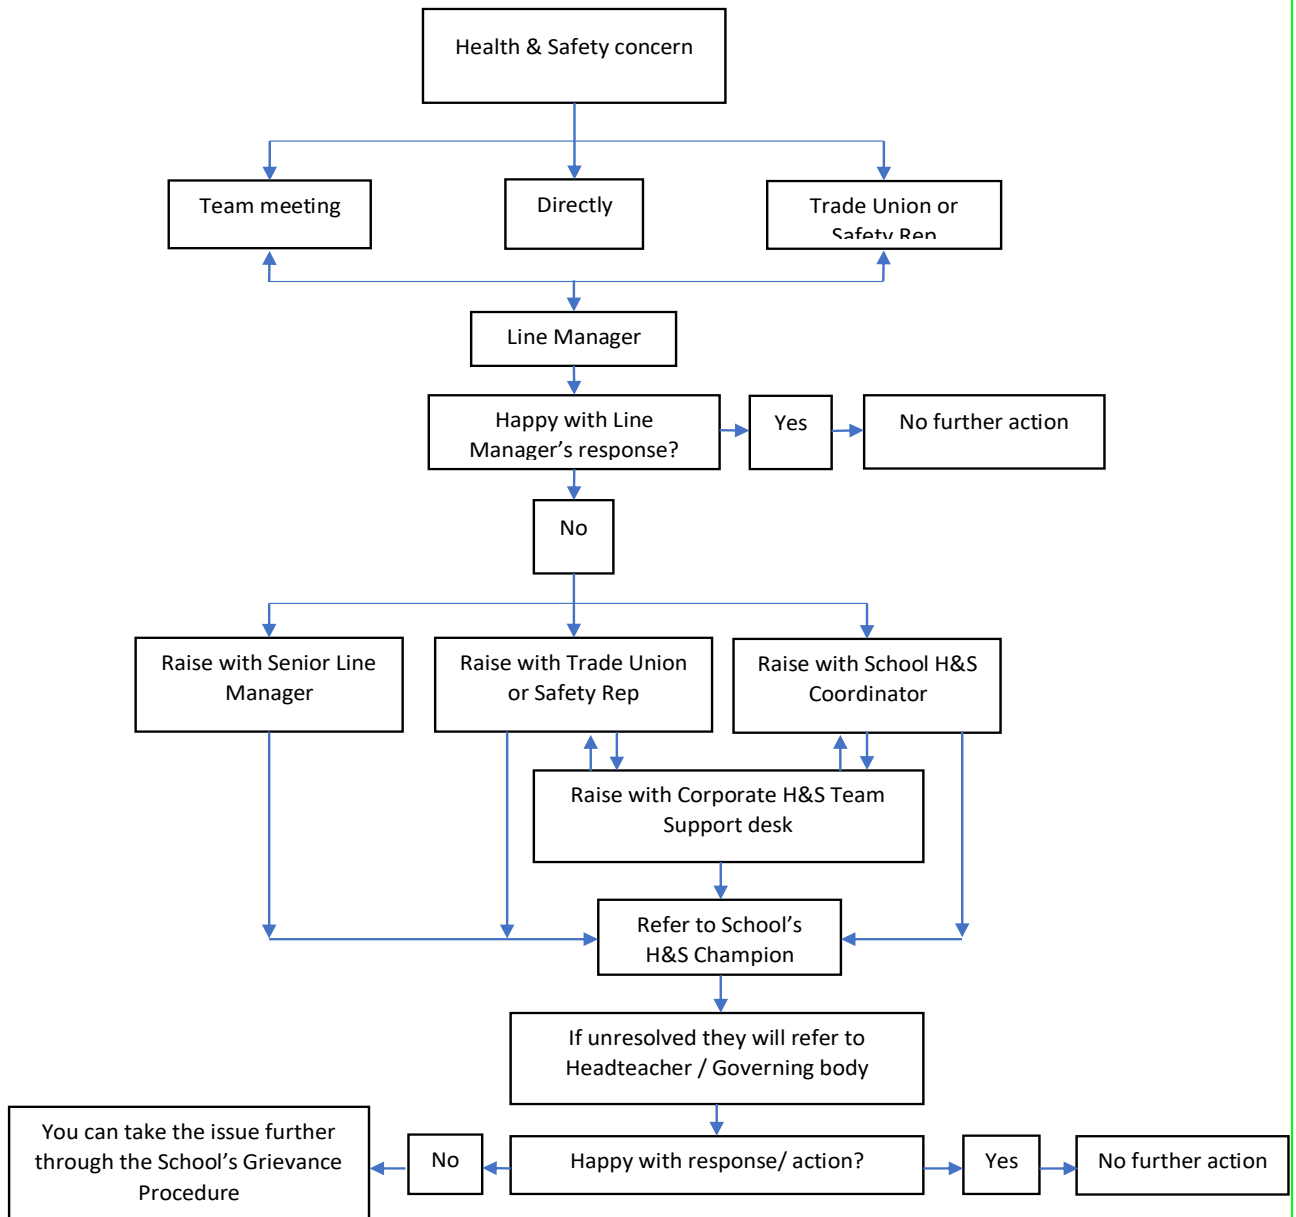 Health & Safety concern
Team meeting
Directly
Trade Union or
Safety Rep
Line Manager
Happy with Line
Manager’s response?
Yes
No further action
No
Raise with Senior Line
Manager
Raise with Trade Union
or Safety Rep
Raise with School H&S
Coordinator
Raise with Corporate H&S Team
Support desk
Refer to School’s
H&S Champion
If unresolved they will refer to
Headteacher / Governing body
You can take the issue further
through the School’s Grievance
Procedure
No
Happy with response/ action?
Yes
No further action